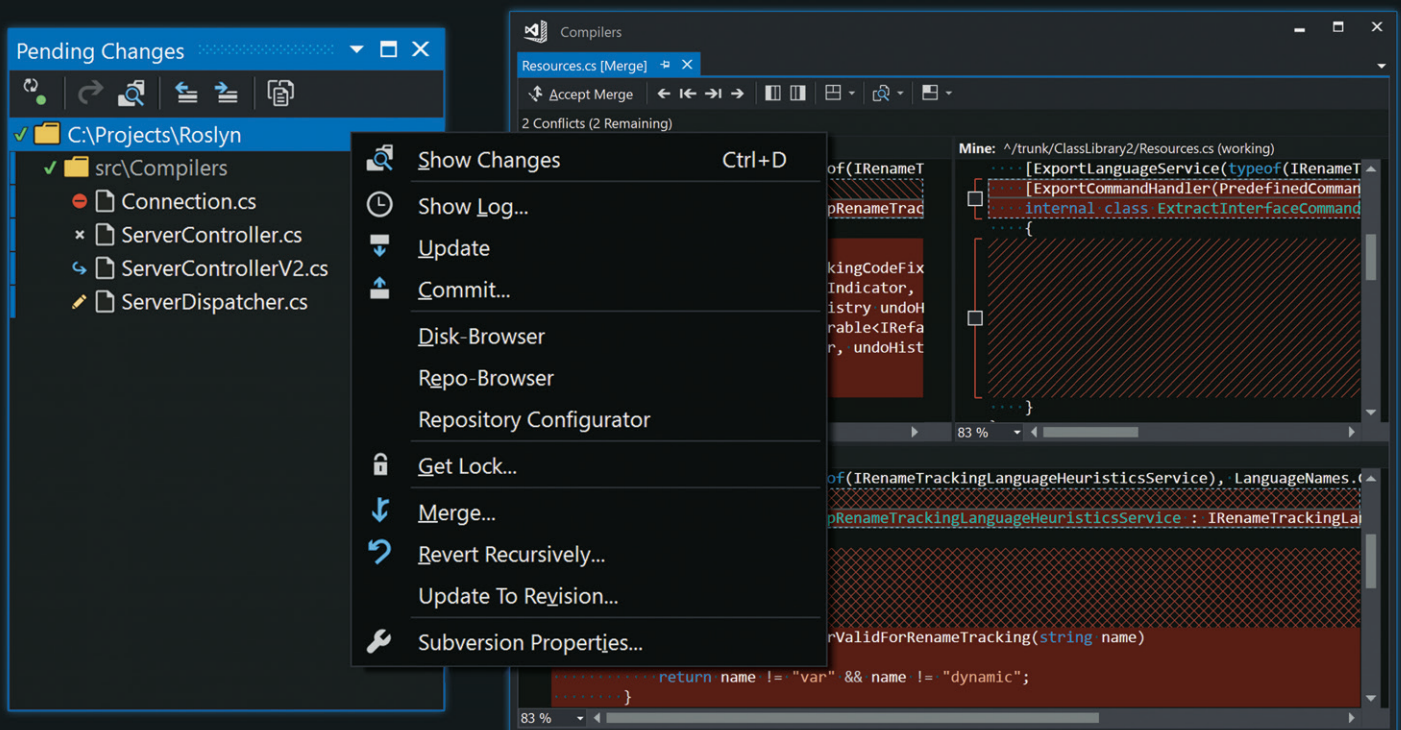 Pending Changes
C:\Projects\Roslyn
src\Compilers
Connection.cs
ServerController.cs
ServerControllerV2.cs
ServerDispatcher.cs
Show Changes Ctrl+D
Show Log...
Update
Commit...
Disk-Browser
Repo-Browser
Repository Configurator
Get Lock...
Merge...
Revert Recursively...
Update To Revision...
Subversion Properties...
Compilers
Resources.cs [Merge]
Accept Merge
2 Conflicts (2 Remaining)
of(IRenameT
pRenameTrac
kingCodeFix
Indicator,
istry undoH
rable<IRefa
r, undoHist
Mine: ^/trunk/ClassLibrary2/Resources.cs (working)
[ExportLanguageService(typeof(IRenameT
[ExportCommandHandler(PredefinedComman
internal class ExtractInterfaceCommand
{
}
83 %
of(IRenameTrackingLanguageHeuristicsService), LanguageNames.
pRenameTrackingLanguageHeuristicsService : IRenameTrackingLa
rValidForRenameTracking(string name)
return name != "var" && name != "dynamic";
}
83 %